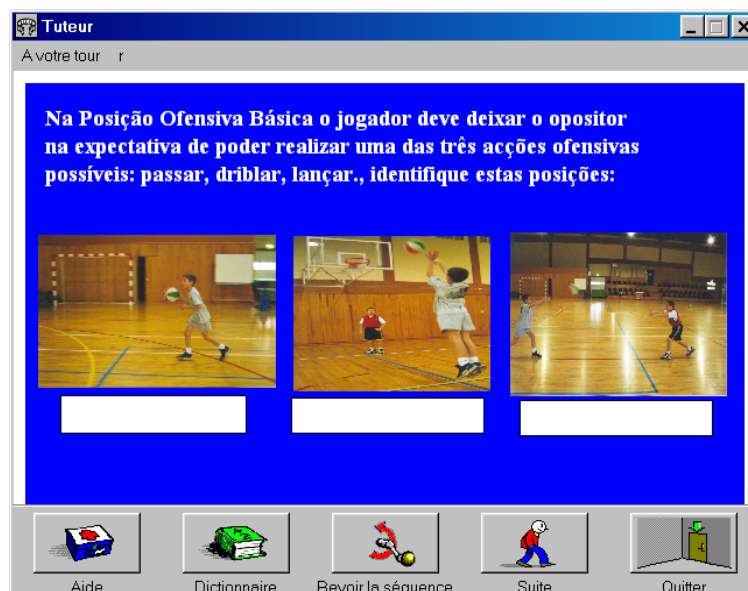 Tuteur
A votre tour r
Na Posição Ofensiva Básica o jogador deve deixar o opositor
na expectativa de poder realizar uma das três acções ofensivas
possíveis: passar, driblar, lançar., identifique estas posições:
Aide
Dictionnaire
Revoir la séquence
Suite
Quitter